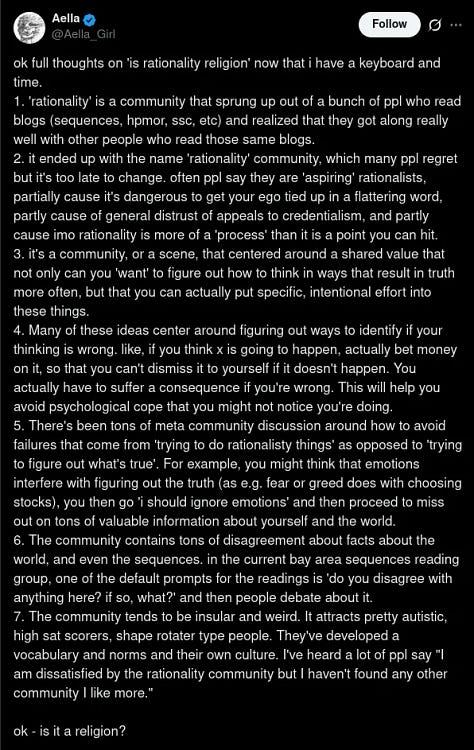 Aella
@Aella_Girl
Follow
ok full thoughts on 'is rationality religion' now that i have a keyboard and
time.
1. 'rationality' is a community that sprung up out of a bunch of ppl who read
blogs (sequences, hpmor, ssc, etc) and realized that they got along really
well with other people who read those same blogs.
2. it ended up with the name 'rationality' community, which many ppl regret
but it's too late to change. often ppl say they are 'aspiring' rationalists,
partially cause it's dangerous to get your ego tied up in a flattering word,
partly cause of general distrust of appeals to credentialism, and partly
cause imo rationality is more of a 'process' than it is a point you can hit.
3. it's a community, or a scene, that centered around a shared value that
not only can you 'want' to figure out how to think in ways that result in truth
more often, but that you can actually put specific, intentional effort into
these things.
4. Many of these ideas center around figuring out ways to identify if your
thinking is wrong. like, if you think x is going to happen, actually bet money
on it, so that you can't dismiss it to yourself if it doesn't happen. You
actually have to suffer a consequence if you're wrong. This will help you
avoid psychological cope that you might not notice you're doing.
5. There's been tons of meta community discussion around how to avoid
failures that come from 'trying to do rationalisty things' as opposed to 'trying
to figure out what's true'. For example, you might think that emotions
interfere with figuring out the truth (as e.g. fear or greed does with choosing
stocks), you then go 'i should ignore emotions' and then proceed to miss
out on tons of valuable information about yourself and the world.
6. The community contains tons of disagreement about facts about the
world, and even the sequences. in the current bay area sequences reading
group, one of the default prompts for the readings is 'do you disagree with
anything here? if so, what?' and then people debate about it.
7. The community tends to be insular and weird. It attracts pretty autistic,
high sat scorers, shape rotater type people. They've developed a
vocabulary and norms and their own culture. I've heard a lot of ppl say "I
am dissatisfied by the rationality community but I haven't found any other
community I like more."
ok - is it a religion?